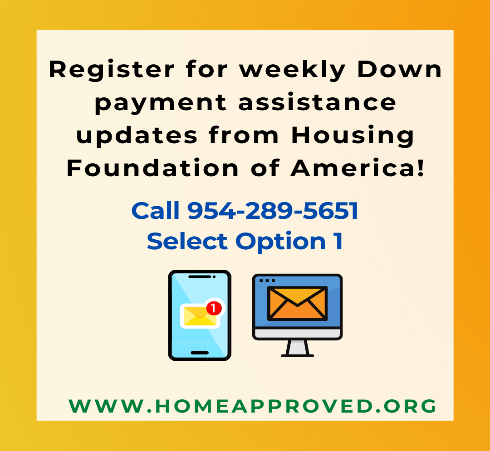 Register for weekly Down
payment assistance
updates from Housing
Foundation of America!
Call 954-289-5651
Select Option 1
1
WWW.HOMEAPPROVED.ORG